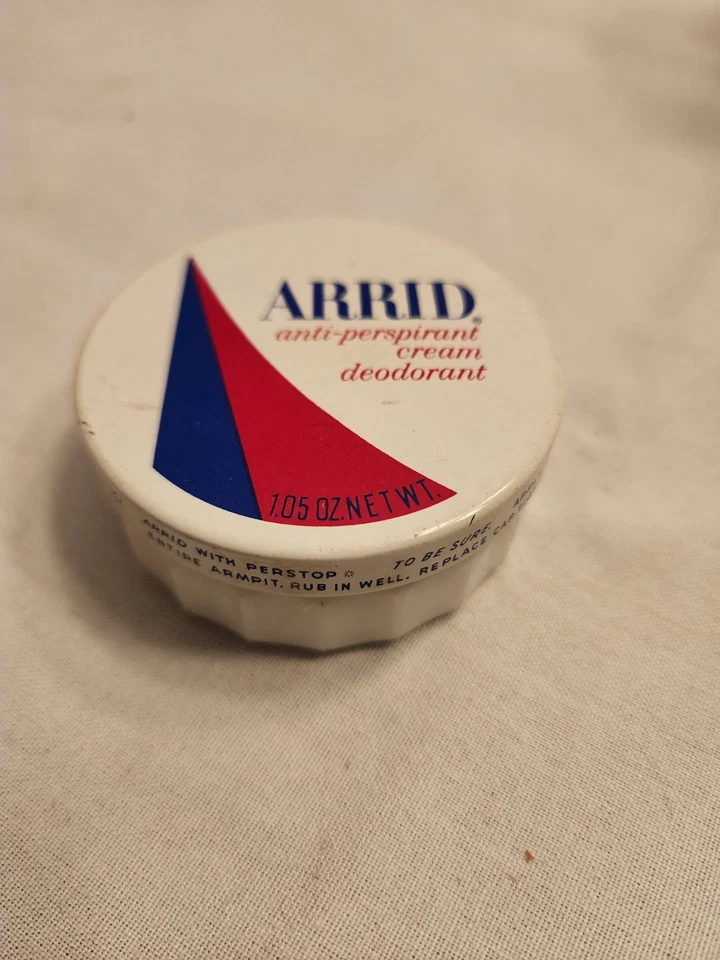 ARRID®
anti-perspirant
cream
deodorant
1.05 OZ. NET WT.
ARRID WITH PERSTOP☼ TO BE SURE,
ENTIRE ARMPIT. RUB IN WELL. REPLACE CAP